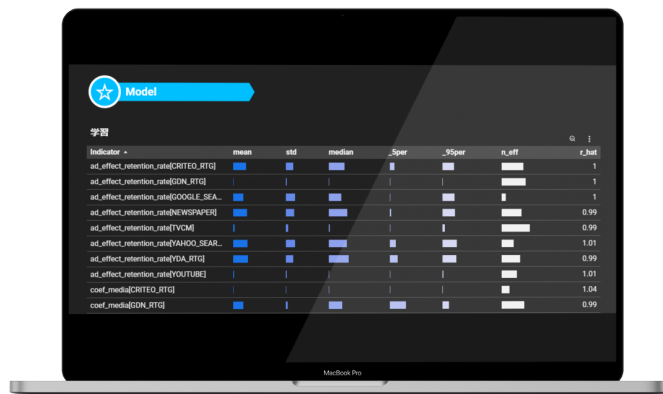 Model
学習
Indicator mean std median _5per _95per n_eff r_hat
ad_effect_retention_rate[CRITEO_RTG] 1
ad_effect_retention_rate[GDN_RTG] 1
ad_effect_retention_rate[GOOGLE_SEA... 1
ad_effect_retention_rate[NEWSPAPER] 0.99
ad_effect_retention_rate[TVCM] 0.99
ad_effect_retention_rate[YAHOO_SEAR... 1.01
ad_effect_retention_rate[YDA_RTG] 0.99
ad_effect_retention_rate[YOUTUBE] 1.01
coef_media[CRITEO_RTG] 1.04
coef_media[GDN_RTG] 0.99
MacBook Pro